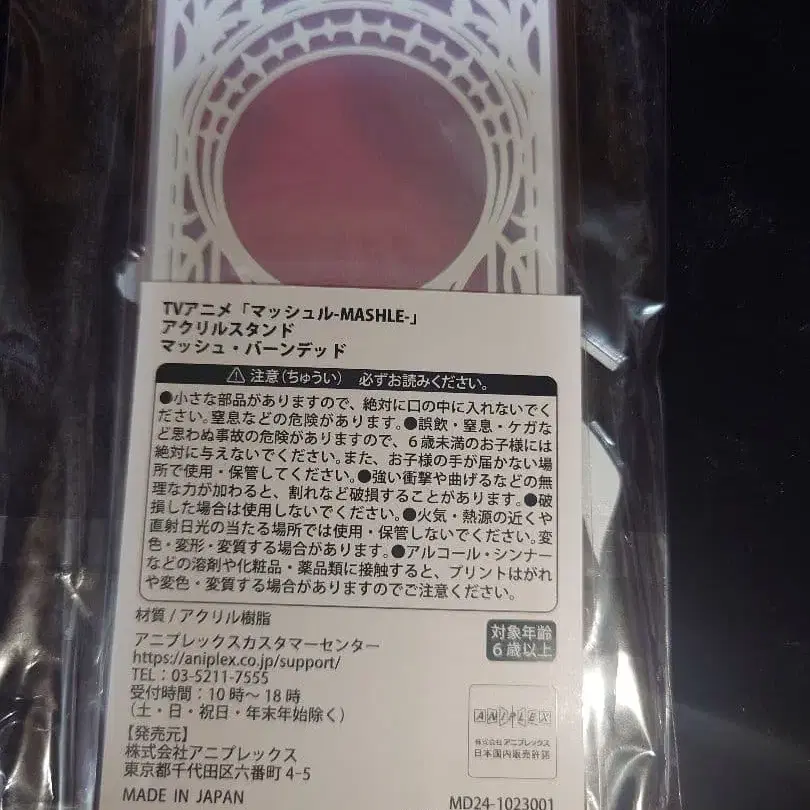 TVアニメ「マッシュル-MASHLE-」
アクリルスタンド
マッシュ・バーンデッド
⚠ 注意(ちゅうい) 必ずお読みください。
●小さな部品がありますので、絶対に口の中に入れないでく
ださい。窒息などの危険があります。●誤飲・窒息・ケガな
ど思わぬ事故の危険がありますので、6歳未満のお子様には
絶対に与えないでください。また、お子様の手が届かない場
所で使用・保管してください。●強い衝撃や曲げるなどの無
理な力が加わると、割れなど破損することがあります。●破
損した場合は使用しないでください。●火気・熱源の近くや
直射日光の当たる場所では使用・保管しないでください。変
色・変形・変質する場合があります。●アルコール・シンナー
などの溶剤や化粧品・薬品類に接触すると、プリントはがれ
や変色・変質する場合がありますのでご注意ください。
材質/アクリル樹脂
対象年齢
6歳以上
アニプレックスカスタマーセンター
https://aniplex.co.jp/support/
TEL:03-5211-7555
受付時間:10時〜18時
(土・日・祝日・年末年始除く)
【発売元】
株式会社アニプレックス
東京都千代田区六番町4-5
MADE IN JAPAN
ANIPLEX
株式会社アニプレックス
日本国内販売許諾
MD24-1023001